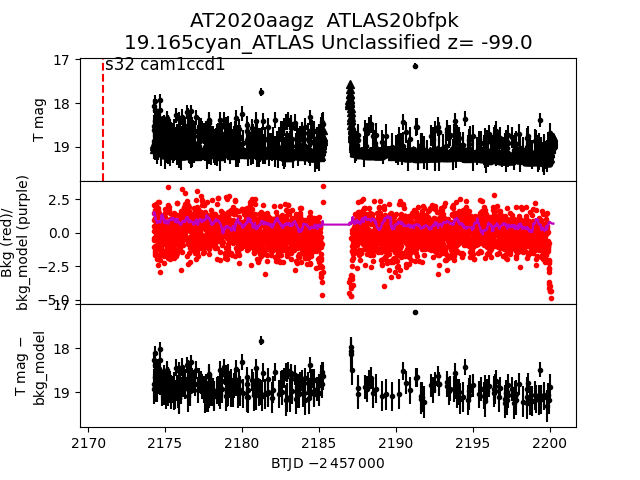 AT2020aagz  ATLAS20bfpk
19.165cyan_ATLAS Unclassified z= -99.0
s32 cam1ccd1
17
18
19
T mag
2.5
0.0
−2.5
−5.0
Bkg (red)/
bkg_model (purple)
17
18
19
T mag −
bkg_model
2170
2175
2180
2185
2190
2195
2200
BTJD −2 457 000